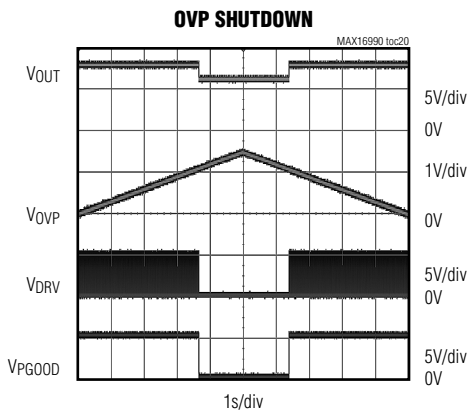 OVP SHUTDOWN
MAX16990 toc20
VOUT
5V/div
0V
1V/div
VOVP
0V
VDRV
5V/div
0V
VPGOOD
5V/div
0V
1s/div